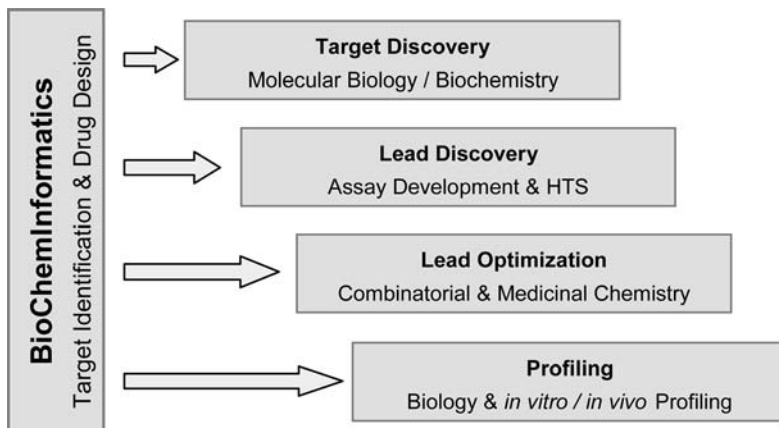 BioChemInformatics
Target Identification & Drug Design
Target Discovery
Molecular Biology / Biochemistry
Lead Discovery
Assay Development & HTS
Lead Optimization
Combinatorial & Medicinal Chemistry
Profiling
Biology & in vitro / in vivo Profiling